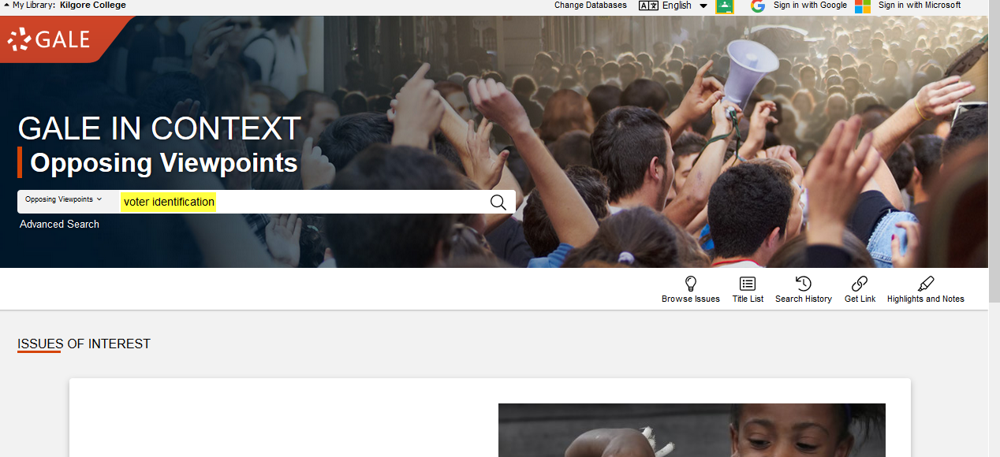 My Library: Kilgore College
Change Databases
English
Sign in with Google
Sign in with Microsoft
GALE
GALE IN CONTEXT
Opposing Viewpoints
Opposing Viewpoints
voter identification
Advanced Search
Browse Issues
Title List
Search History
Get Link
Highlights and Notes
ISSUES OF INTEREST